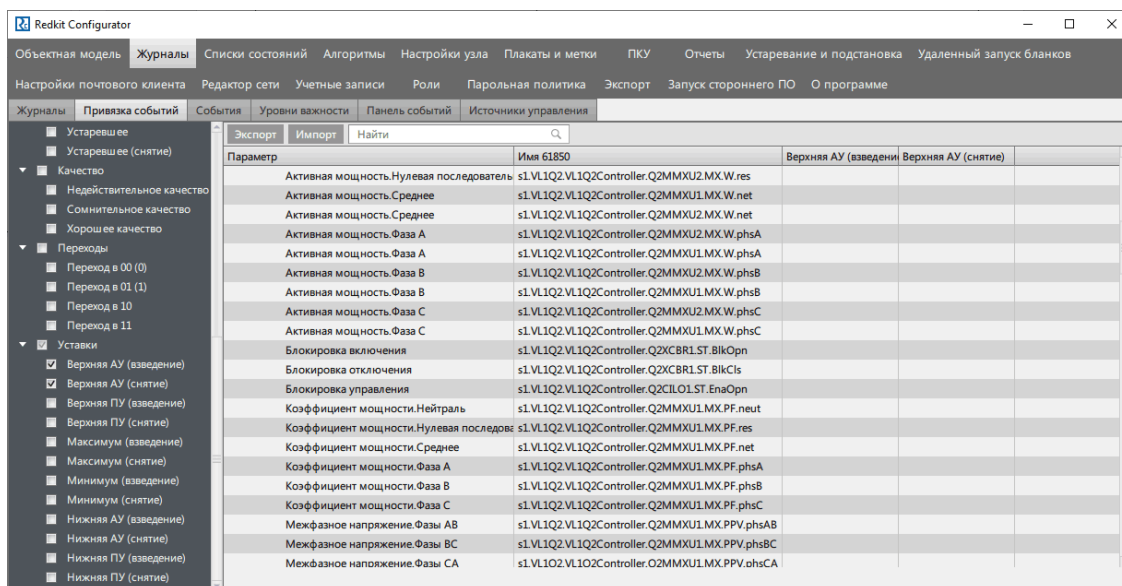 Redkit Configurator
Объектная модель Журналы Списки состояний Алгоритмы Настройки узла Плакаты и метки ПКУ Отчеты Устаревание и подстановка Удаленный запуск бланков
Настройки почтового клиента Редактор сети Учетные записи Роли Парольная политика Экспорт Запуск стороннего ПО О программе
Журналы Привязка событий События Уровни важности Панель событий Источники управления
Устаревшее
Устаревшее (снятие)
Качество
Недействительное качество
Сомнительное качество
Хорошее качество
Переходы
Переход в 00 (0)
Переход в 01 (1)
Переход в 10
Переход в 11
Уставки
Верхняя АУ (взведение)
Верхняя АУ (снятие)
Верхняя ПУ (взведение)
Верхняя ПУ (снятие)
Максимум (взведение)
Максимум (снятие)
Минимум (взведение)
Минимум (снятие)
Нижняя АУ (взведение)
Нижняя АУ (снятие)
Нижняя ПУ (взведение)
Нижняя ПУ (снятие)
Экспорт Импорт Найти
Параметр Имя 61850 Верхняя АУ (взведени Верхняя АУ (снятие)
Активная мощность.Нулевая последователь s1.VL1Q2.VL1Q2Controller.Q2MMXU2.MX.W.res
Активная мощность.Среднее s1.VL1Q2.VL1Q2Controller.Q2MMXU1.MX.W.net
Активная мощность.Среднее s1.VL1Q2.VL1Q2Controller.Q2MMXU2.MX.W.net
Активная мощность.Фаза A s1.VL1Q2.VL1Q2Controller.Q2MMXU2.MX.W.phsA
Активная мощность.Фаза A s1.VL1Q2.VL1Q2Controller.Q2MMXU1.MX.W.phsA
Активная мощность.Фаза B s1.VL1Q2.VL1Q2Controller.Q2MMXU2.MX.W.phsB
Активная мощность.Фаза B s1.VL1Q2.VL1Q2Controller.Q2MMXU1.MX.W.phsB
Активная мощность.Фаза C s1.VL1Q2.VL1Q2Controller.Q2MMXU2.MX.W.phsC
Активная мощность.Фаза C s1.VL1Q2.VL1Q2Controller.Q2MMXU1.MX.W.phsC
Блокировка включения s1.VL1Q2.VL1Q2Controller.Q2XCBR1.ST.BlkOpn
Блокировка отключения s1.VL1Q2.VL1Q2Controller.Q2XCBR1.ST.BlkCls
Блокировка управления s1.VL1Q2.VL1Q2Controller.Q2CILO1.ST.EnaOpn
Коэффициент мощности.Нейтраль s1.VL1Q2.VL1Q2Controller.Q2MMXU1.MX.PF.neut
Коэффициент мощности.Нулевая последова s1.VL1Q2.VL1Q2Controller.Q2MMXU1.MX.PF.res
Коэффициент мощности.Среднее s1.VL1Q2.VL1Q2Controller.Q2MMXU1.MX.PF.net
Коэффициент мощности.Фаза A s1.VL1Q2.VL1Q2Controller.Q2MMXU1.MX.PF.phsA
Коэффициент мощности.Фаза B s1.VL1Q2.VL1Q2Controller.Q2MMXU1.MX.PF.phsB
Коэффициент мощности.Фаза C s1.VL1Q2.VL1Q2Controller.Q2MMXU1.MX.PF.phsC
Межфазное напряжение.Фазы AB s1.VL1Q2.VL1Q2Controller.Q2MMXU1.MX.PPV.phsAB
Межфазное напряжение.Фазы BC s1.VL1Q2.VL1Q2Controller.Q2MMXU1.MX.PPV.phsBC
Межфазное напряжение.Фазы CA s1.VL1Q2.VL1Q2Controller.Q2MMXU1.MX.PPV.phsCA